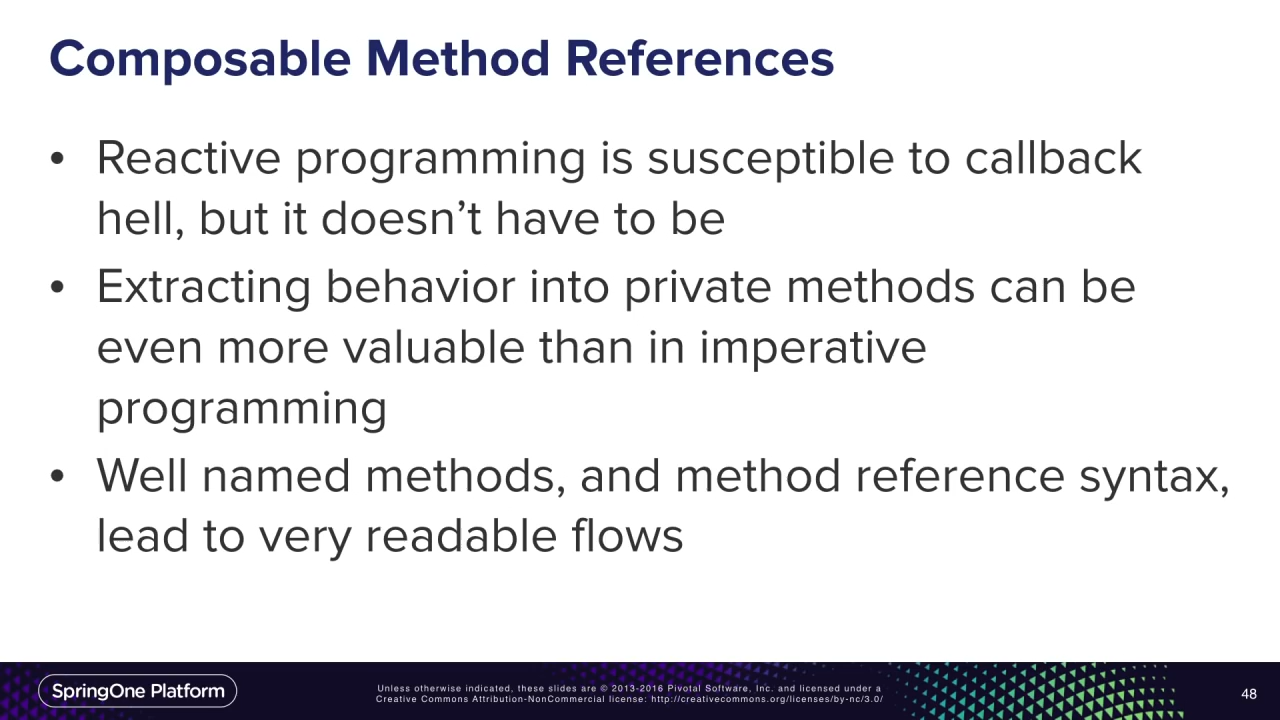 Composable Method References
• Reactive programming is susceptible to callback
hell, but it doesn’t have to be
• Extracting behavior into private methods can be
even more valuable than in imperative
programming
• Well named methods, and method reference syntax,
lead to very readable flows
SpringOne Platform
Unless otherwise indicated, these slides are © 2013-2016 Pivotal Software, Inc. and licensed under a
Creative Commons Attribution-NonCommercial license: http://creativecommons.org/licenses/by-nc/3.0/
48